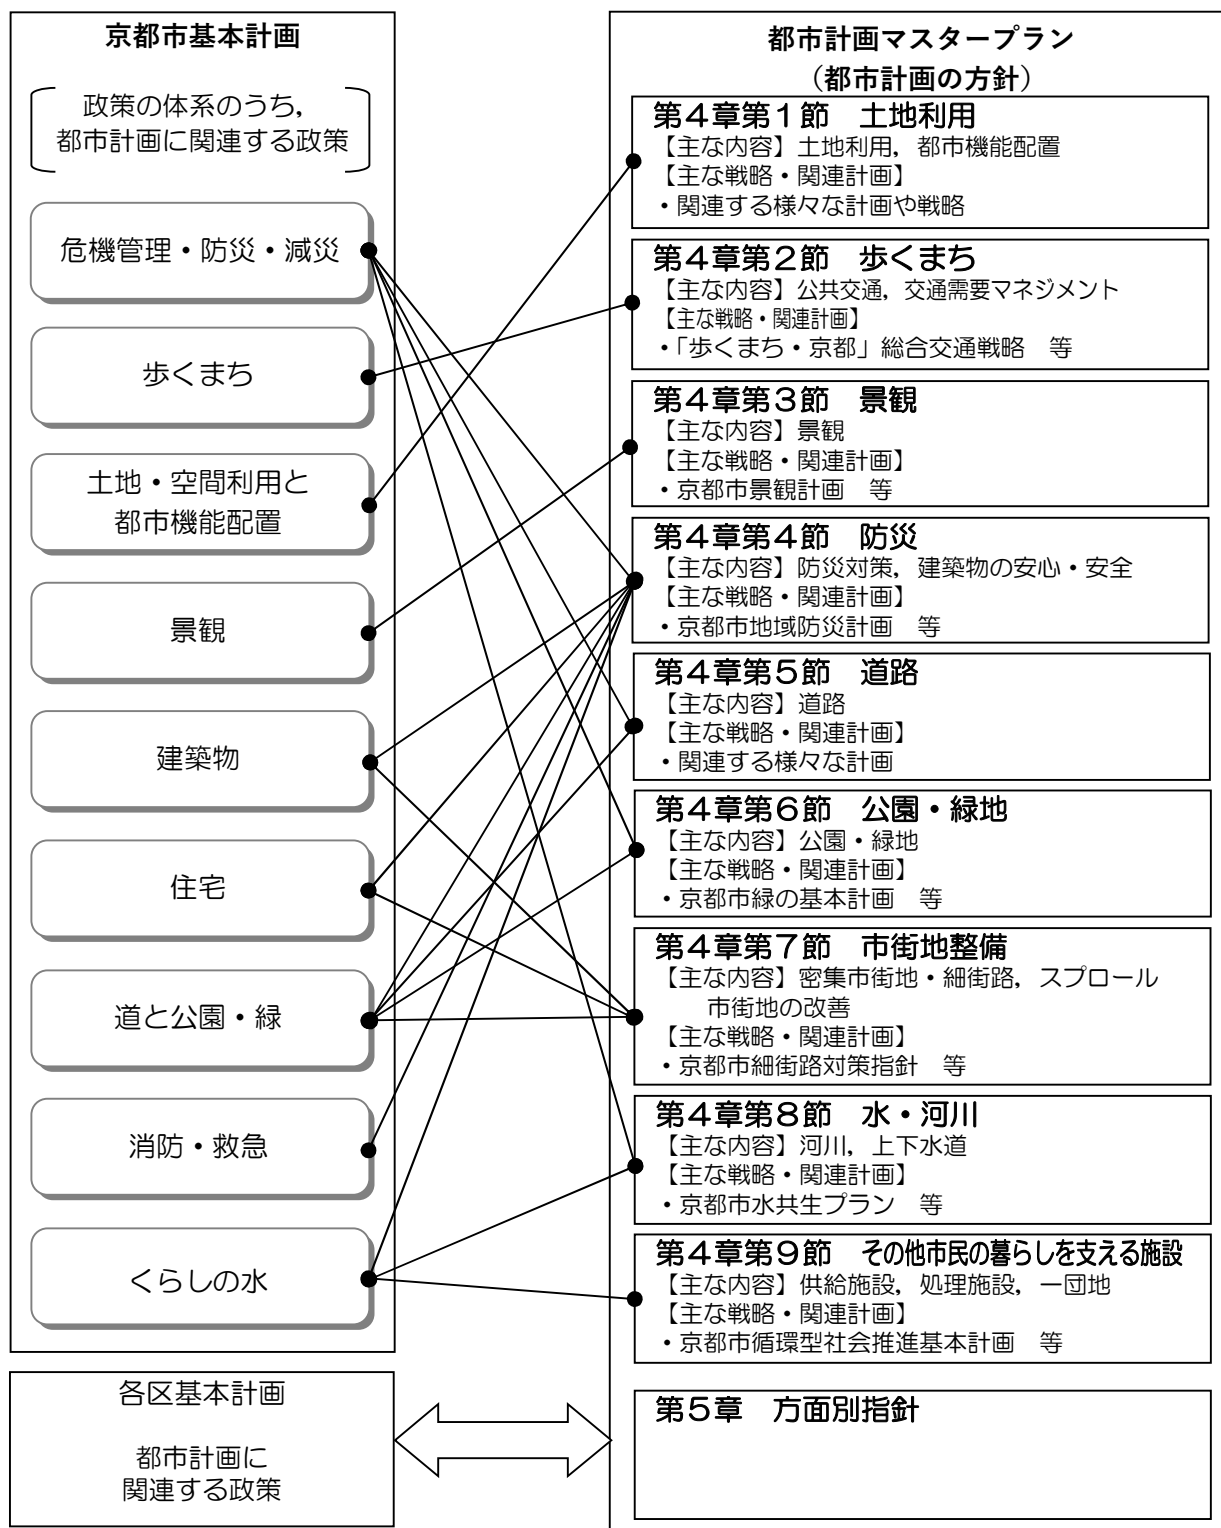 京都市基本計画
政策の体系のうち，
都市計画に関連する政策
危機管理・防災・減災
歩くまち
土地・空間利用と
都市機能配置
景観
建築物
住宅
道と公園・緑
消防・救急
くらしの水
各区基本計画
都市計画に
関連する政策
都市計画マスタープラン
（都市計画の方針）
第４章第１節　土地利用
【主な内容】土地利用，都市機能配置
【主な戦略・関連計画】
・関連する様々な計画や戦略
第４章第２節　歩くまち
【主な内容】公共交通，交通需要マネジメント
【主な戦略・関連計画】
・「歩くまち・京都」総合交通戦略　等
第４章第３節　景観
【主な内容】景観
【主な戦略・関連計画】
・京都市景観計画　等
第４章第４節　防災
【主な内容】防災対策，建築物の安心・安全
【主な戦略・関連計画】
・京都市地域防災計画　等
第４章第５節　道路
【主な内容】道路
【主な戦略・関連計画】
・関連する様々な計画
第４章第６節　公園・緑地
【主な内容】公園・緑地
【主な戦略・関連計画】
・京都市緑の基本計画　等
第４章第７節　市街地整備
【主な内容】密集市街地・細街路，スプロール
市街地の改善
【主な戦略・関連計画】
・京都市細街路対策指針　等
第４章第８節　水・河川
【主な内容】河川，上下水道
【主な戦略・関連計画】
・京都市水共生プラン　等
第４章第９節　その他市民の暮らしを支える施設
【主な内容】供給施設，処理施設，一団地
【主な戦略・関連計画】
・京都市循環型社会推進基本計画　等
第５章　方面別指針